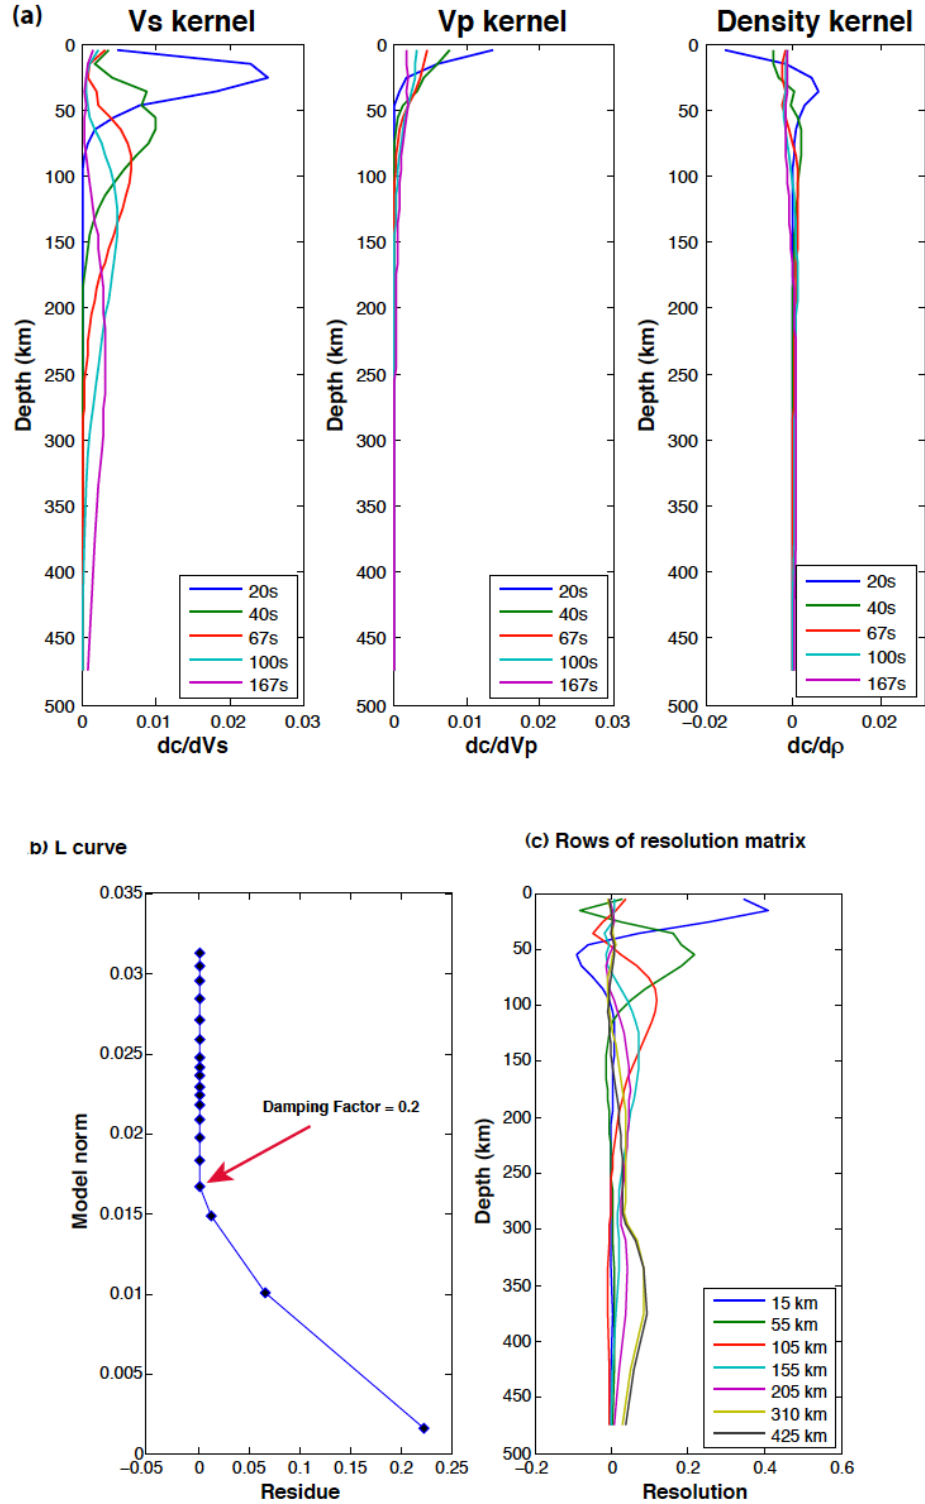 (a)
Vs kernel
Vp kernel
Density kernel
0
50
100
150
200
250
300
350
400
450
500
Depth (km)
20s
40s
67s
100s
167s
0
0.01
0.02
0.03
dc/dVs
0
50
100
150
200
250
300
350
400
450
500
Depth (km)
20s
40s
67s
100s
167s
0
0.01
0.02
0.03
dc/dVp
0
50
100
150
200
250
300
350
400
450
500
Depth (km)
20s
40s
67s
100s
167s
−0.02
0
0.02
dc/dρ
b) L curve
0.035
0.03
0.025
0.02
0.015
0.01
0.005
0
Model norm
Damping Factor = 0.2
−0.05
0
0.05
0.1
0.15
0.2
0.25
Residue
(c) Rows of resolution matrix
0
50
100
150
200
250
300
350
400
450
500
Depth (km)
15 km
55 km
105 km
155 km
205 km
310 km
425 km
−0.2
0
0.2
0.4
0.6
Resolution